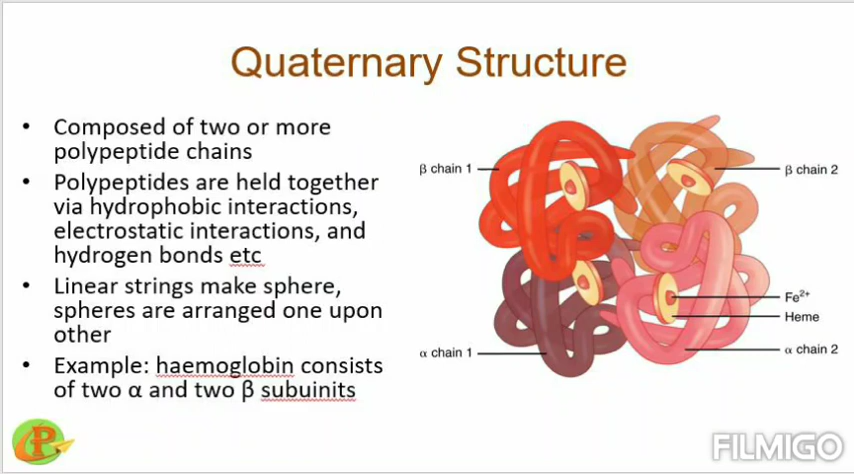 Quaternary Structure
• Composed of two or more
polypeptide chains
• Polypeptides are held together
via hydrophobic interactions,
electrostatic interactions, and
hydrogen bonds etc
• Linear strings make sphere,
spheres are arranged one upon
other
• Example: haemoglobin consists
of two α and two β subuinits
β chain 1
β chain 2
Fe²⁺
Heme
α chain 1
α chain 2
P
FILMIGO